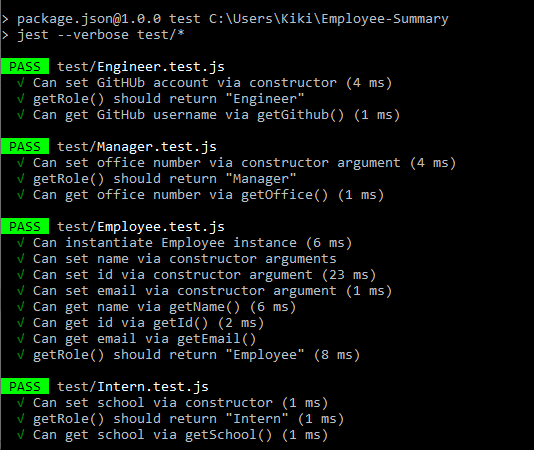 > package.json@1.0.0 test C:\Users\Kiki\Employee-Summary
> jest --verbose test/*
PASS test/Engineer.test.js
√ Can set GitHUb account via constructor (4 ms)
√ getRole() should return "Engineer"
√ Can get GitHub username via getGithub() (1 ms)
PASS test/Manager.test.js
√ Can set office number via constructor argument (4 ms)
√ getRole() should return "Manager"
√ Can get office number via getOffice() (1 ms)
PASS test/Employee.test.js
√ Can instantiate Employee instance (6 ms)
√ Can set name via constructor arguments
√ Can set id via constructor argument (23 ms)
√ Can set email via constructor argument (1 ms)
√ Can get name via getName() (6 ms)
√ Can get id via getId() (2 ms)
√ Can get email via getEmail()
√ getRole() should return "Employee" (8 ms)
PASS test/Intern.test.js
√ Can set school via constructor (1 ms)
√ getRole() should return "Intern" (1 ms)
√ Can get school via getSchool() (1 ms)